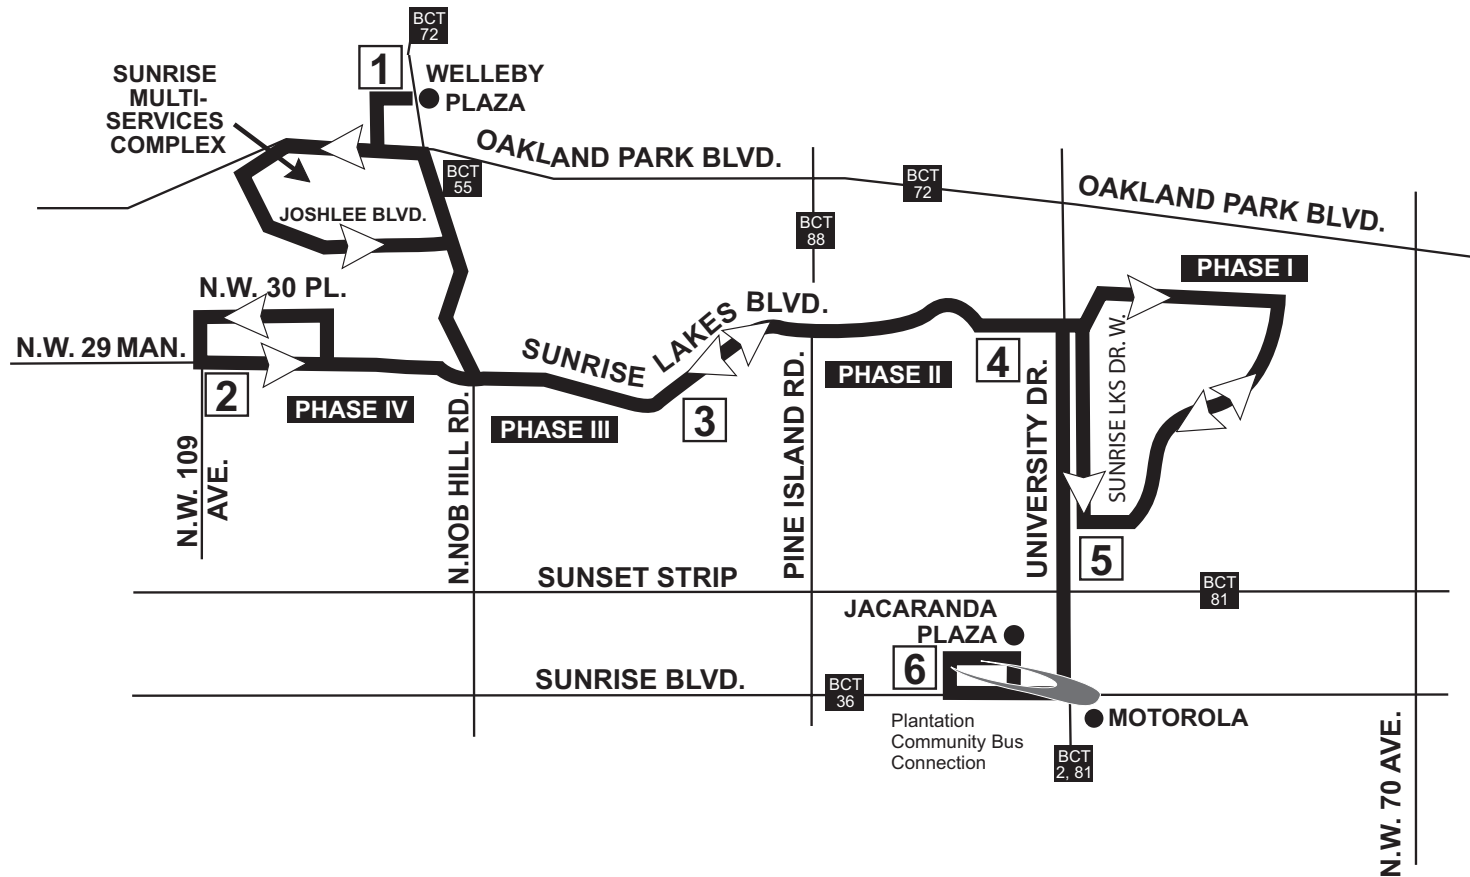 BCT
72
1
WELLEBY
PLAZA
SUNRISE
MULTI-
SERVICES
COMPLEX
OAKLAND PARK BLVD.
BCT
55
BCT
72
OAKLAND PARK BLVD.
JOSHLEE BLVD.
BCT
88
PHASE I
N.W. 30 PL.
SUNRISE LAKES BLVD.
N.W. 29 MAN.
2
PHASE IV
PHASE III
3
PHASE II
4
SUNRISE LKS DR. W.
N.W. 109
AVE.
N.NOB HILL RD.
PINE ISLAND RD.
UNIVERSITY DR.
5
SUNSET STRIP
BCT
81
JACARANDA
PLAZA
6
SUNRISE BLVD.
BCT
36
Plantation
Community Bus
Connection
MOTOROLA
BCT
2, 81
N.W. 70 AVE.